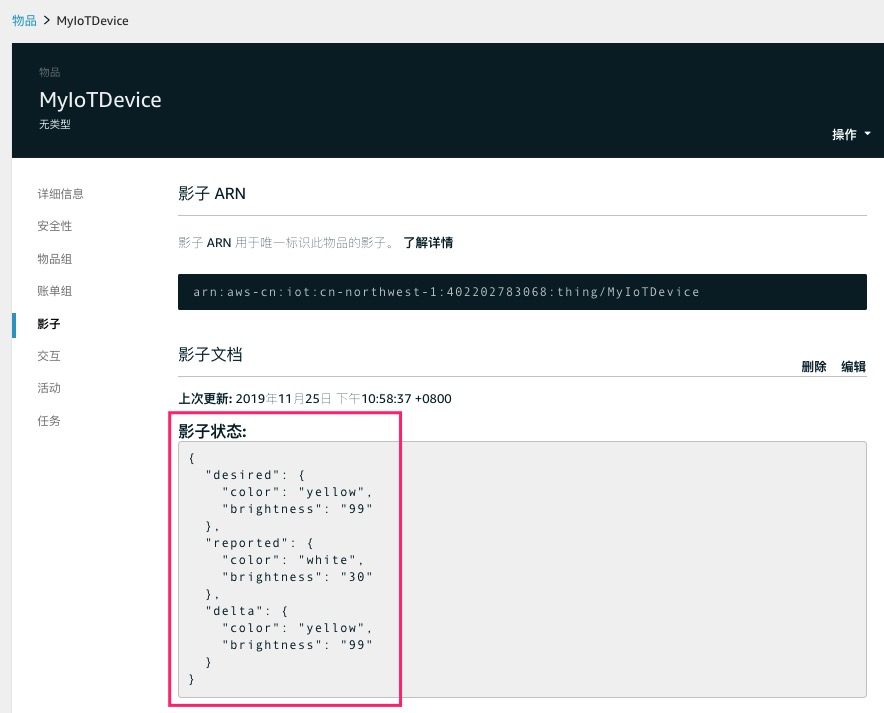 物品 > MyIoTDevice
物品
MyIoTDevice
无类型
操作
详细信息
安全性
物品组
账单组
影子
交互
活动
任务
影子 ARN
影子 ARN 用于唯一标识此物品的影子。 了解详情
arn:aws-cn:iot:cn-northwest-1:402202783068:thing/MyIoTDevice
影子文档
删除 编辑
上次更新: 2019年11月25日 下午10:58:37 +0800
影子状态:
{
"desired": {
"color": "yellow",
"brightness": "99"
},
"reported": {
"color": "white",
"brightness": "30"
},
"delta": {
"color": "yellow",
"brightness": "99"
}
}